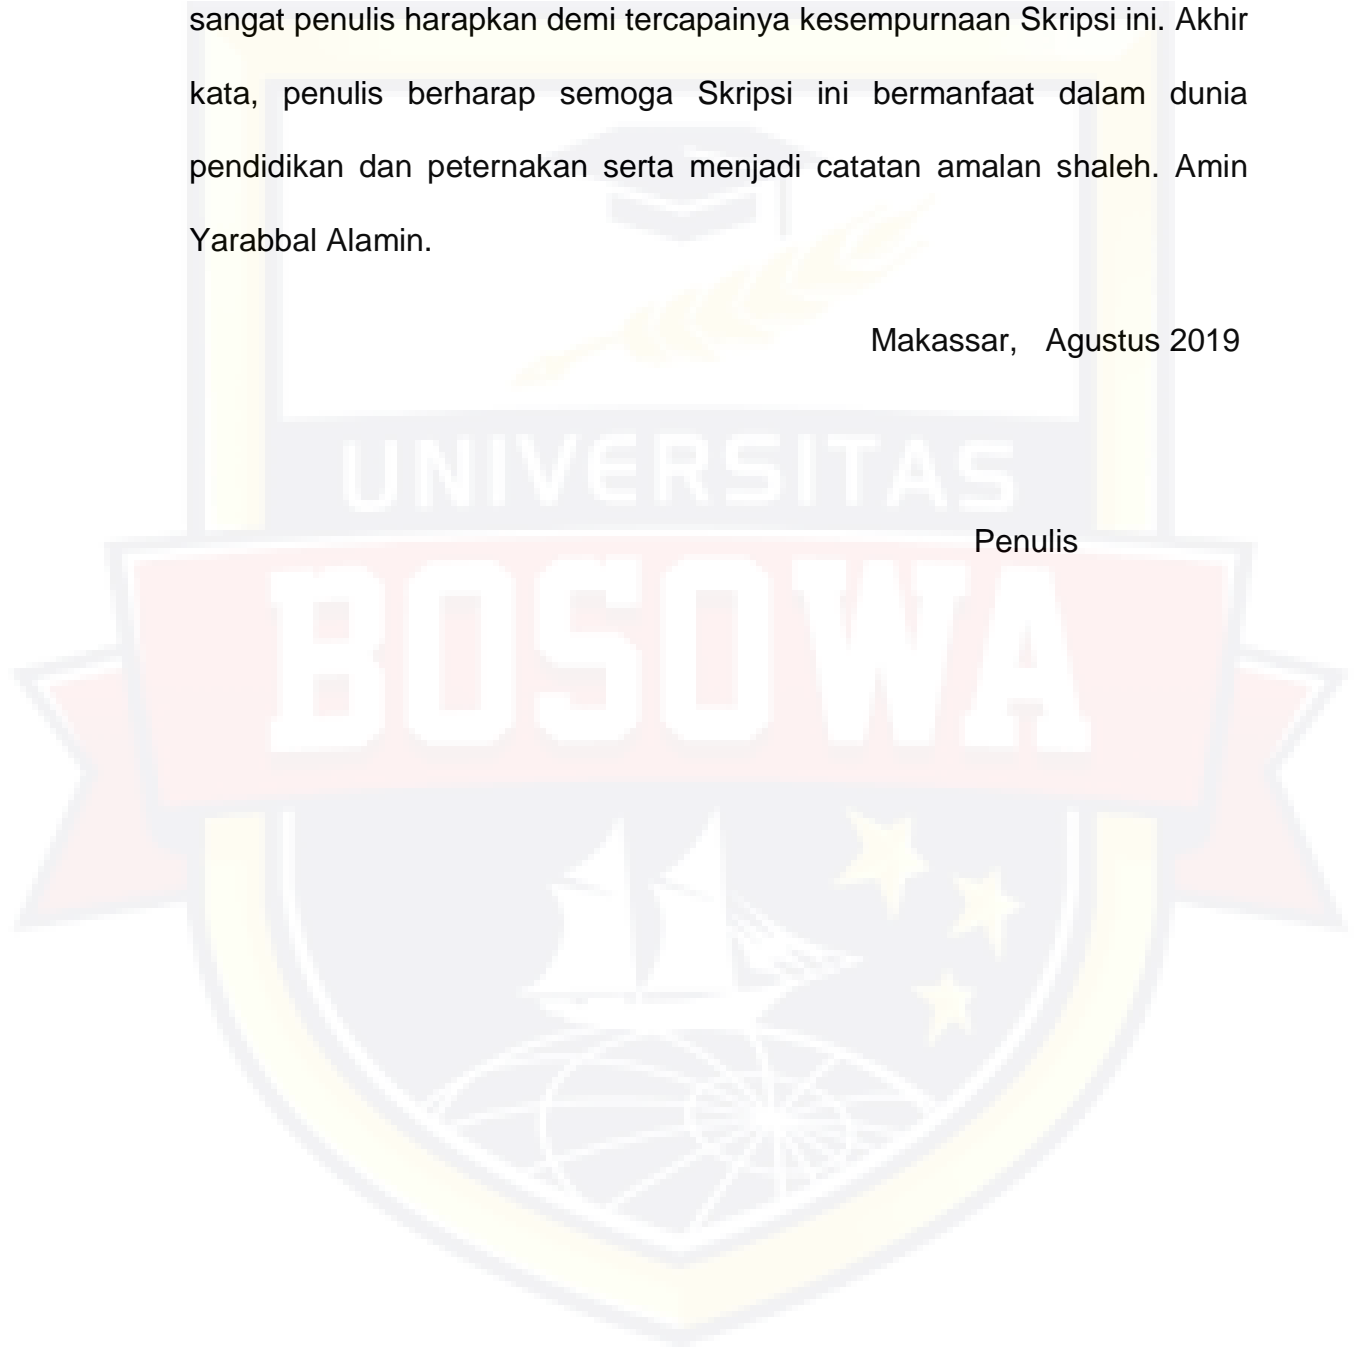 sangat penulis harapkan demi tercapainya kesempurnaan Skripsi ini. Akhir
kata, penulis berharap semoga Skripsi ini bermanfaat dalam dunia
pendidikan dan peternakan serta menjadi catatan amalan shaleh. Amin
Yarabbal Alamin.
Makassar, Agustus 2019
UNIVERSITAS
Penulis
BOSOWA